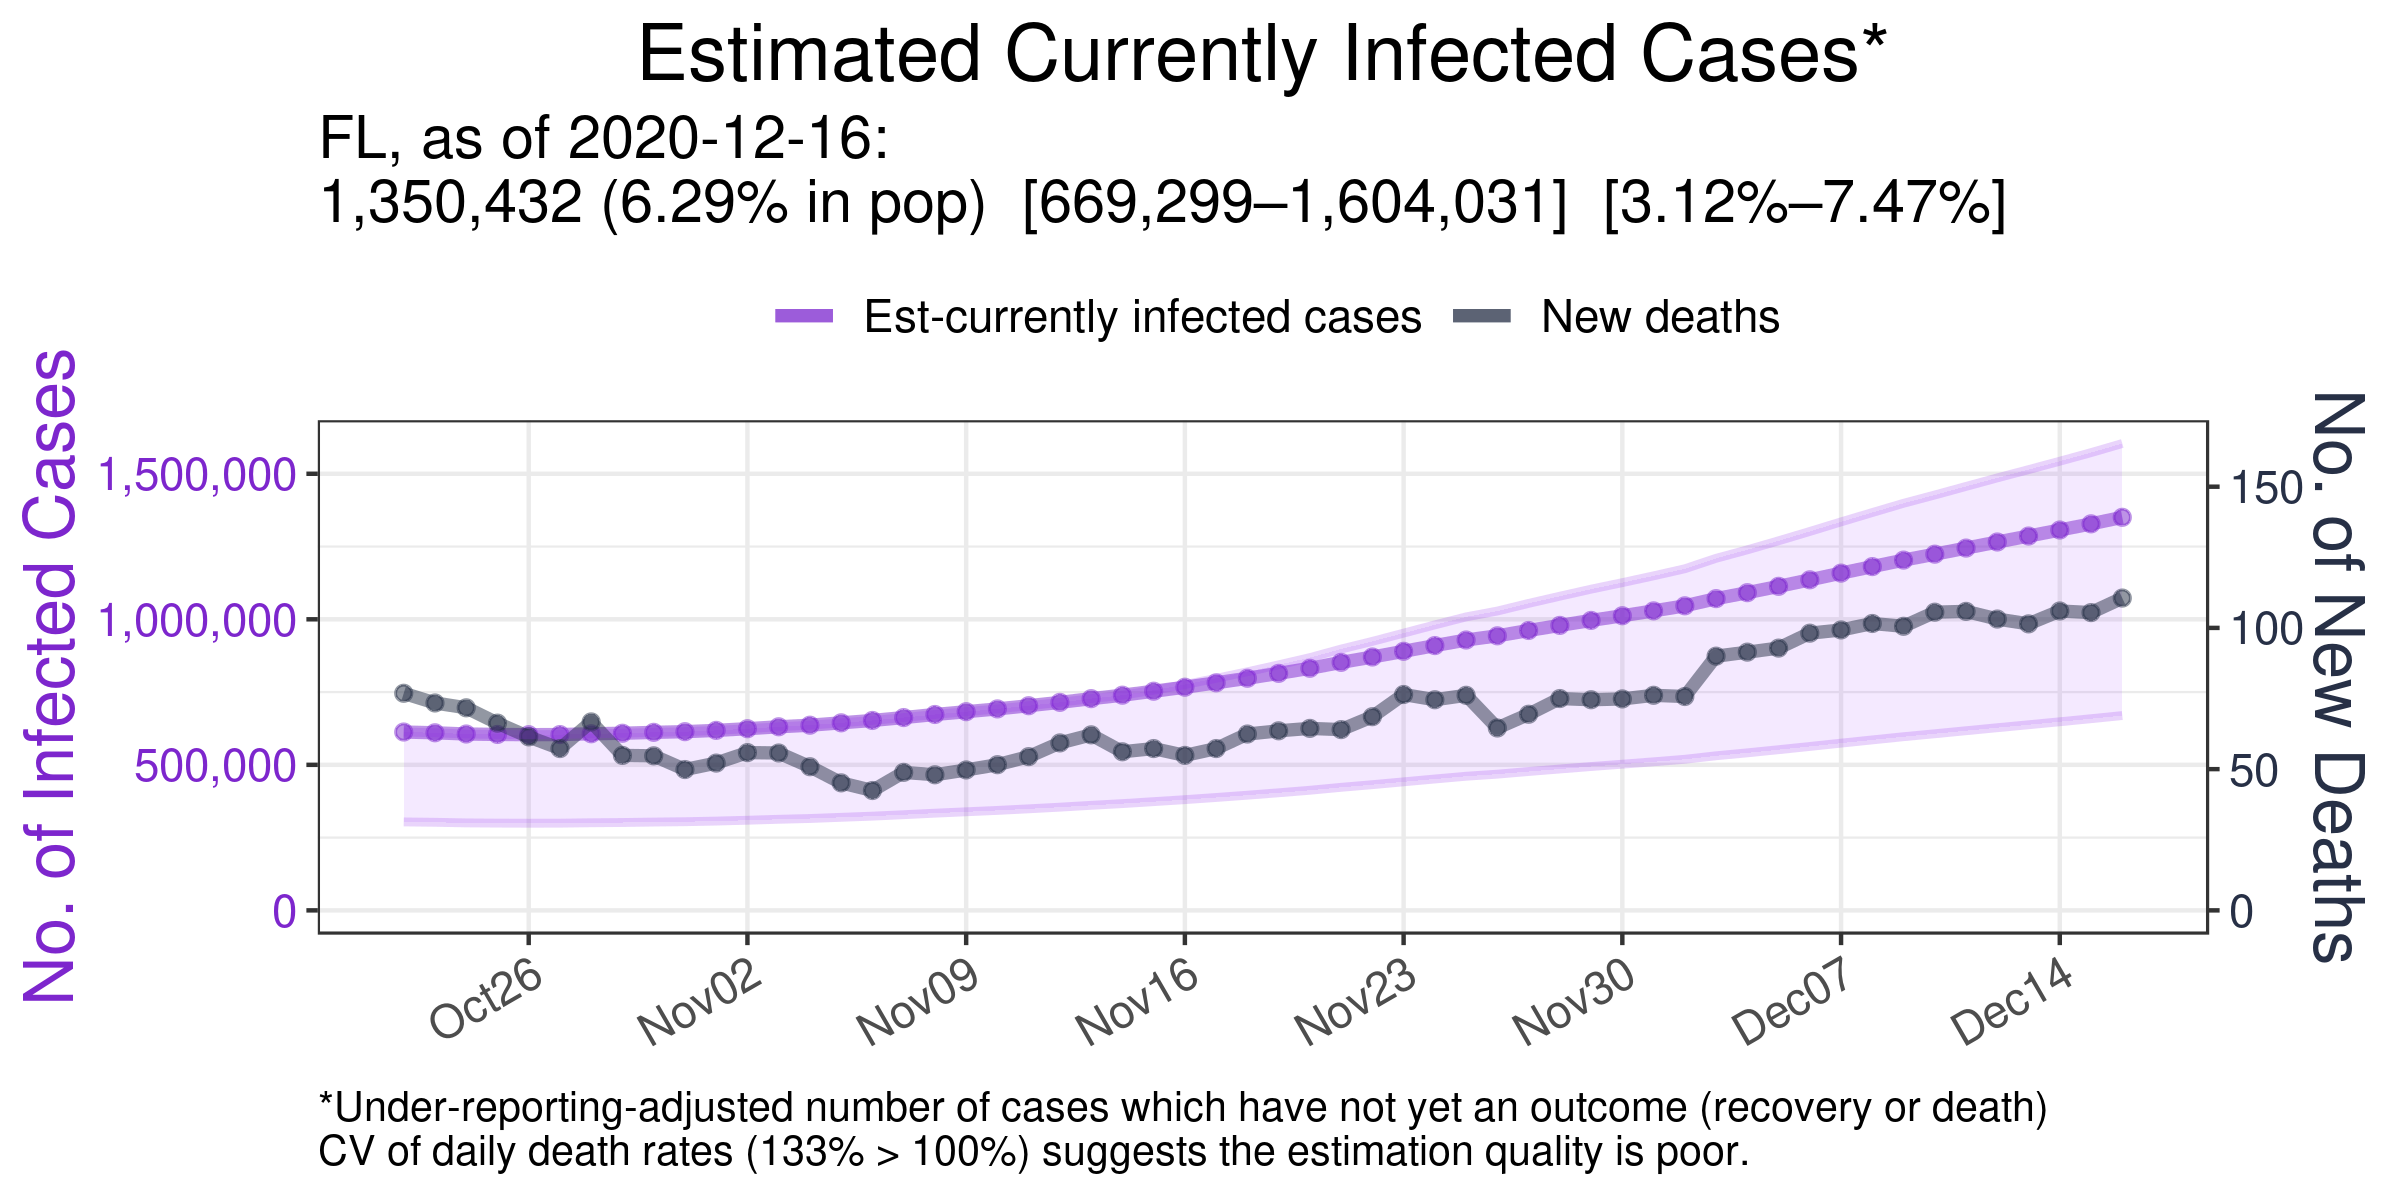 Estimated Currently Infected Cases*
FL, as of 2020-12-16:
1,350,432 (6.29% in pop)  [669,299–1,604,031]  [3.12%–7.47%]
Est-currently infected cases
New deaths
No. of Infected Cases
1,500,000
1,000,000
500,000
0
No. of New Deaths
150
100
50
0
Oct26
Nov02
Nov09
Nov16
Nov23
Nov30
Dec07
Dec14
*Under-reporting-adjusted number of cases which have not yet an outcome (recovery or death)
CV of daily death rates (133% > 100%) suggests the estimation quality is poor.